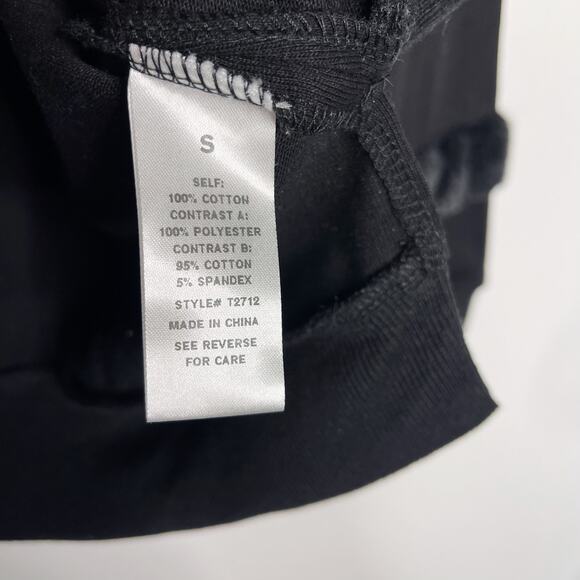 S
SELF:
100% COTTON
CONTRAST A:
100% POLYESTER
CONTRAST B:
95% COTTON
5% SPANDEX
STYLE# T2712
MADE IN CHINA
SEE REVERSE
FOR CARE